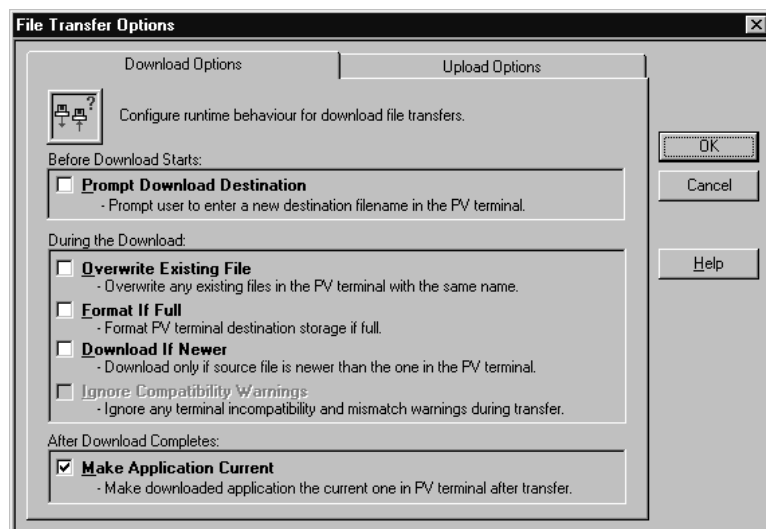 File Transfer Options
Download Options
Upload Options
?
Configure runtime behaviour for download file transfers.
OK
Before Download Starts:
Prompt Download Destination
Cancel
- Prompt user to enter a new destination filename in the PV terminal.
During the Download:
Overwrite Existing File
Help
- Overwrite any existing files in the PV terminal with the same name.
Format If Full
- Format PV terminal destination storage if full.
Download If Newer
- Download only if source file is newer than the one in the PV terminal.
Ignore Compatibility Warnings
- Ignore any terminal incompatibility and mismatch warnings during transfer.
After Download Completes:
Make Application Current
- Make downloaded application the current one in PV terminal after transfer.